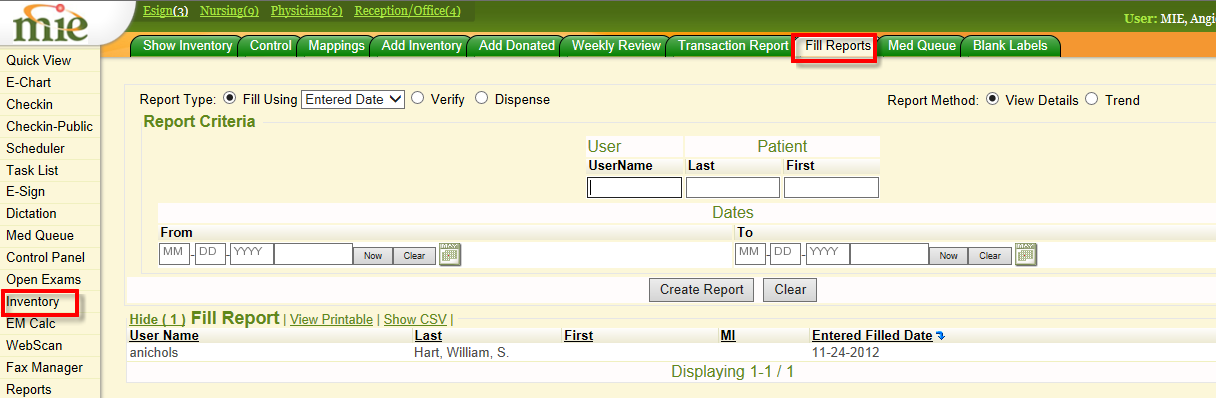 mie
Esign(3) Nursing(9) Physicians(2) Reception/Office(4)
User: MIE, Angie
Show Inventory Control Mappings Add Inventory Add Donated Weekly Review Transaction Report Fill Reports Med Queue Blank Labels
Quick View
E-Chart
Checkin
Checkin-Public
Scheduler
Task List
E-Sign
Dictation
Med Queue
Control Panel
Open Exams
Inventory
EM Calc
WebScan
Fax Manager
Reports
Report Type: Fill Using Entered Date Verify Dispense Report Method: View Details Trend
Report Criteria
User Patient
UserName Last First
Dates
From To
MM - DD - YYYY Now Clear MM - DD - YYYY Now Clear
Create Report Clear
Hide ( 1 ) Fill Report | View Printable | Show CSV |
User Name Last First MI Entered Filled Date
anichols Hart, William, S. 11-24-2012
Displaying 1-1 / 1